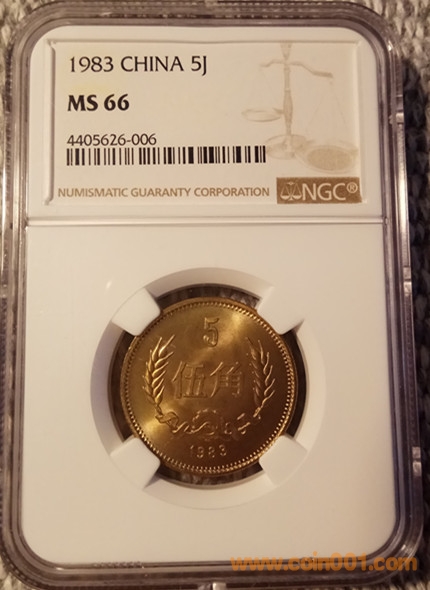 1983 CHINA 5J
MS 66
4405626-006
NUMISMATIC GUARANTY CORPORATION
NGC®
5
伍角
1983
www.coin001.com